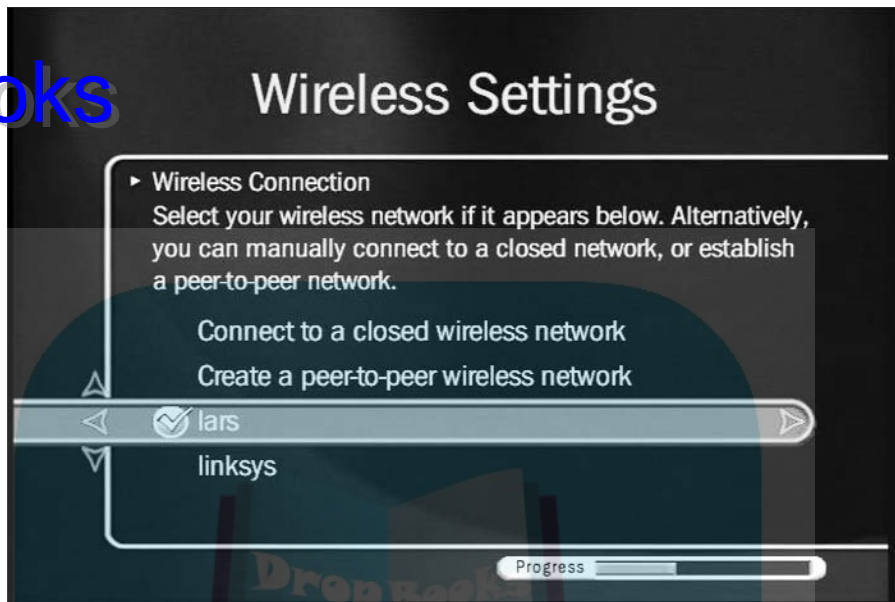 oks
Wireless Settings
Wireless Connection
Select your wireless network if it appears below. Alternatively,
you can manually connect to a closed network, or establish
a peer-to-peer network.
Connect to a closed wireless network
Create a peer-to-peer wireless network
lars
linksys
Progress
DropBooks